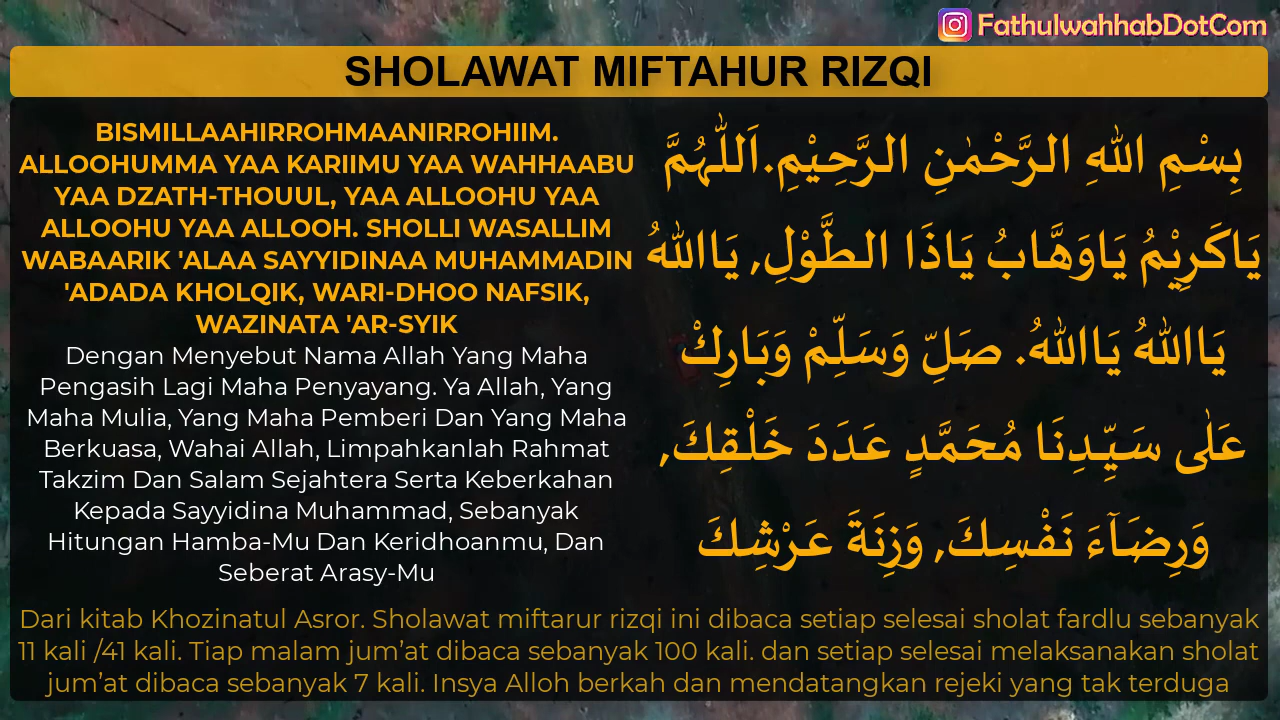 FathulwahhabDotCom
SHOLAWAT MIFTAHUR RIZQI
BISMILLAAHIRROHMAANIRROHIIM.
ALLOOHUMMA YAA KARIIMU YAA WAHHAABU
YAA DZATH-THOUUL, YAA ALLOOHU YAA
ALLOOHU YAA ALLOOH. SHOLLI WASALLIM
WABAARIK 'ALAA SAYYIDINAA MUHAMMADIN
'ADADA KHOLQIK, WARI-DHOO NAFSIK,
WAZINATA 'AR-SYIK
Dengan Menyebut Nama Allah Yang Maha
Pengasih Lagi Maha Penyayang. Ya Allah, Yang
Maha Mulia, Yang Maha Pemberi Dan Yang Maha
Berkuasa, Wahai Allah, Limpahkanlah Rahmat
Takzim Dan Salam Sejahtera Serta Keberkahan
Kepada Sayyidina Muhammad, Sebanyak
Hitungan Hamba-Mu Dan Keridhoanmu, Dan
Seberat Arasy-Mu
بِسْمِ اللهِ الرَّحْمٰنِ الرَّحِيْمِ.اَللّٰهُمَّ
يَاكَرِيْمُ يَاوَهَّابُ يَاذَا الطَّوْلِ, يَااللهُ
يَااللهُ يَااللهُ. صَلِّ وَسَلِّمْ وَبَارِكْ
عَلٰى سَيِّدِنَا مُحَمَّدٍ عَدَدَ خَلْقِكَ,
وَرِضَآءَ نَفْسِكَ, وَزِنَةَ عَرْشِكَ
Dari kitab Khozinatul Asror. Sholawat miftarur rizqi ini dibaca setiap selesai sholat fardlu sebanyak
11 kali /41 kali. Tiap malam jum’at dibaca sebanyak 100 kali. dan setiap selesai melaksanakan sholat
jum’at dibaca sebanyak 7 kali. Insya Alloh berkah dan mendatangkan rejeki yang tak terduga